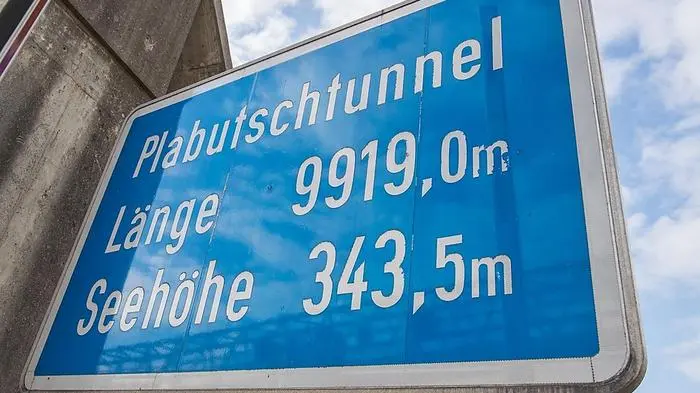 Plabutschtunnel
Länge 9919,0m
Seehöhe 343,5m